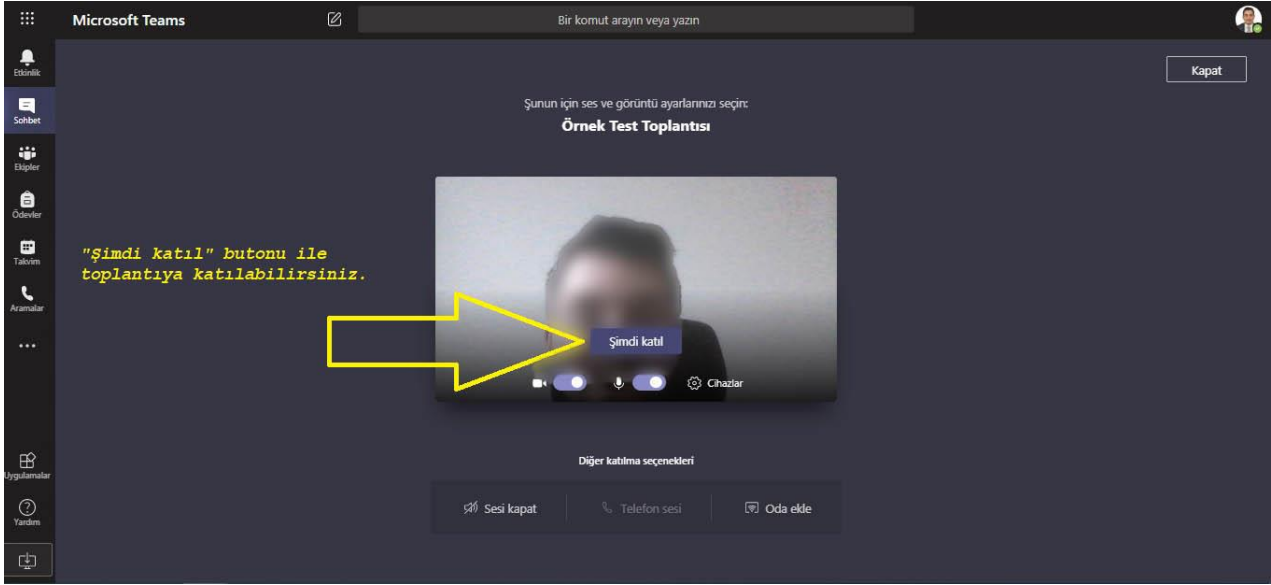 Microsoft Teams
Bir komut arayın veya yazın
Etkinlik
Sohbet
Ekipler
Ödevler
Takvim
Aramalar
Uygulamalar
Yardım
Kapat
Şunun için ses ve görüntü ayarlarınızı seçin:
Örnek Test Toplantısı
"Şimdi katıl" butonu ile
toplantıya katılabilirsiniz.
Şimdi katıl
Cihazlar
Diğer katılma seçenekleri
Sesi kapat
Telefon sesi
Oda ekle